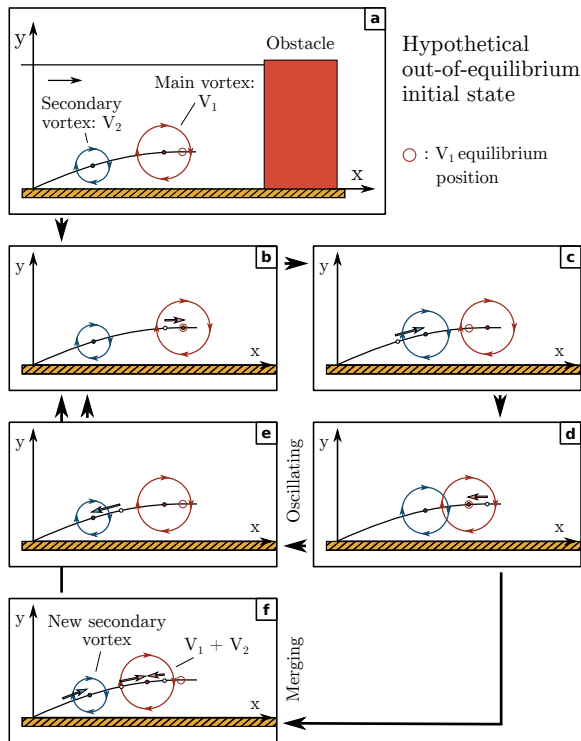 a
y
Obstacle
Main vortex:
V₁
Secondary
vortex: V₂
x
Hypothetical
out-of-equilibrium
initial state
: V₁ equilibrium
position
b
y
x
c
y
x
e
y
x
Oscillating
d
y
x
f
y
New secondary
vortex
V₁ + V₂
x
Merging